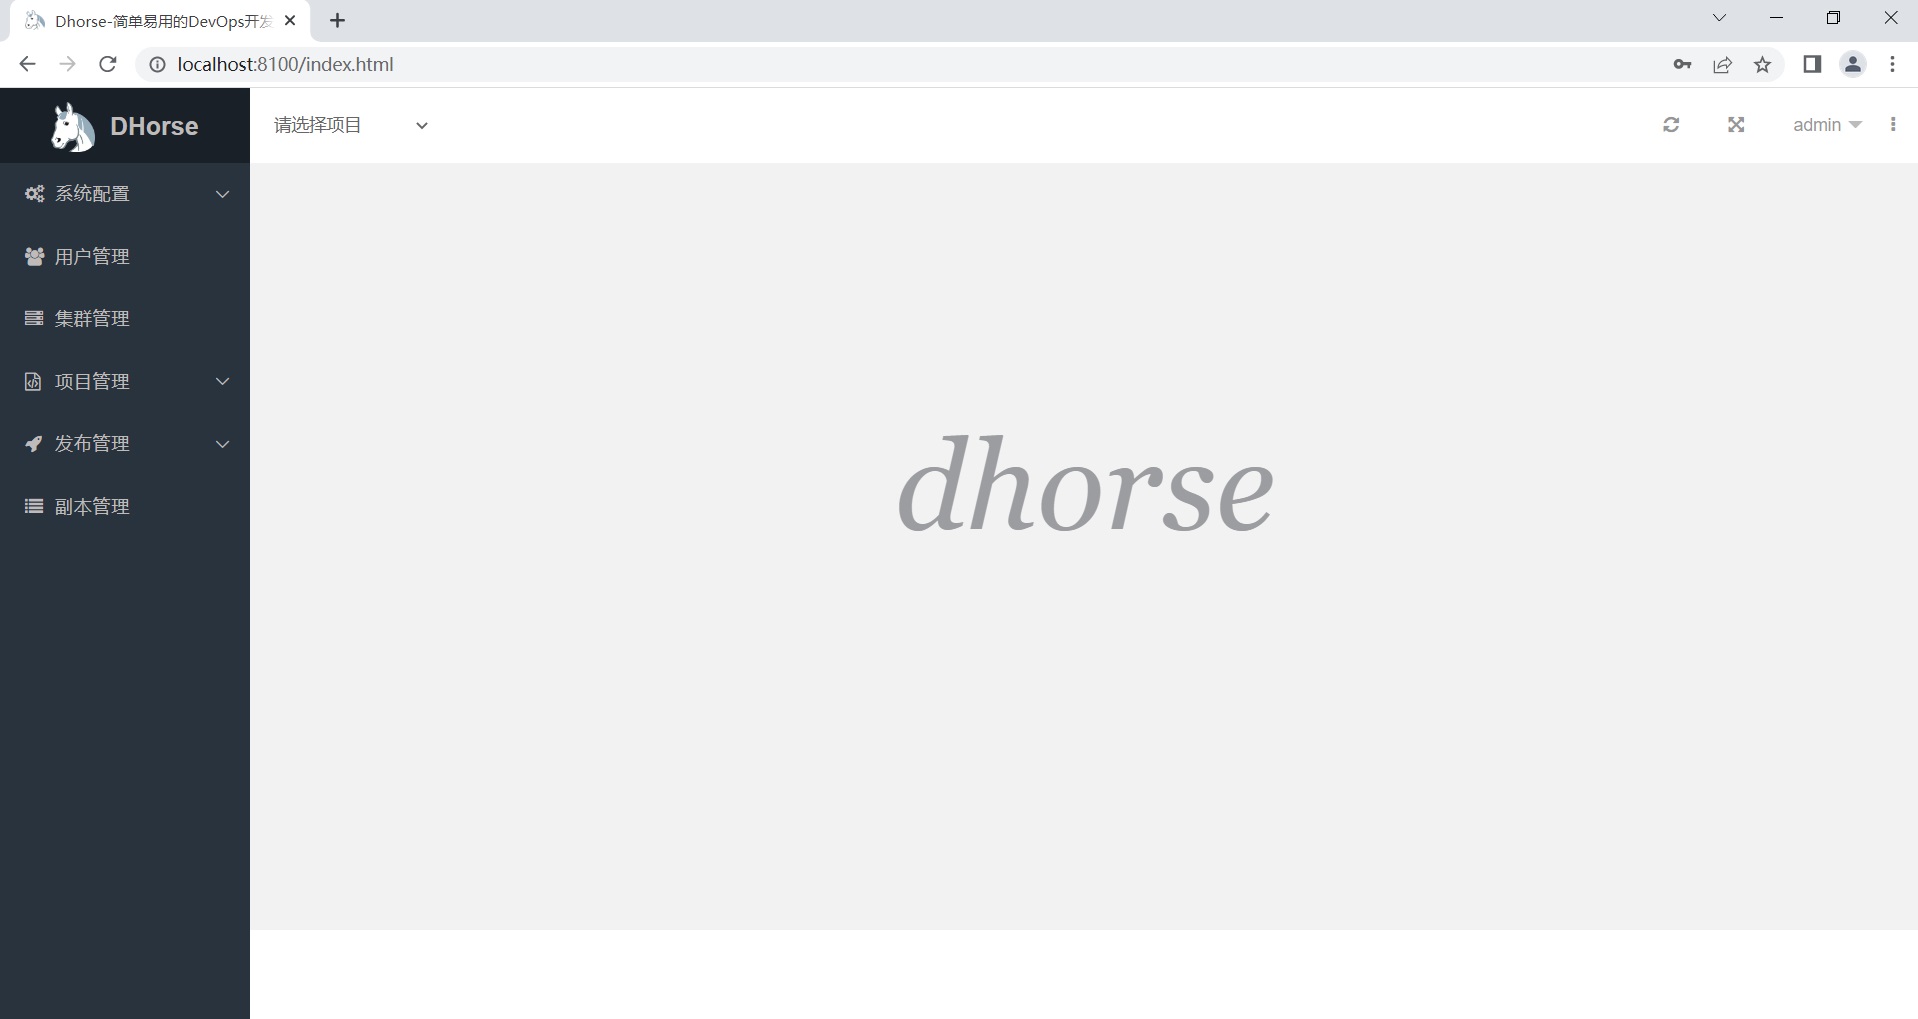 Dhorse-简单易用的DevOps开发
localhost:8100/index.html
DHorse
请选择项目
admin
系统配置
用户管理
集群管理
项目管理
发布管理
副本管理
dhorse